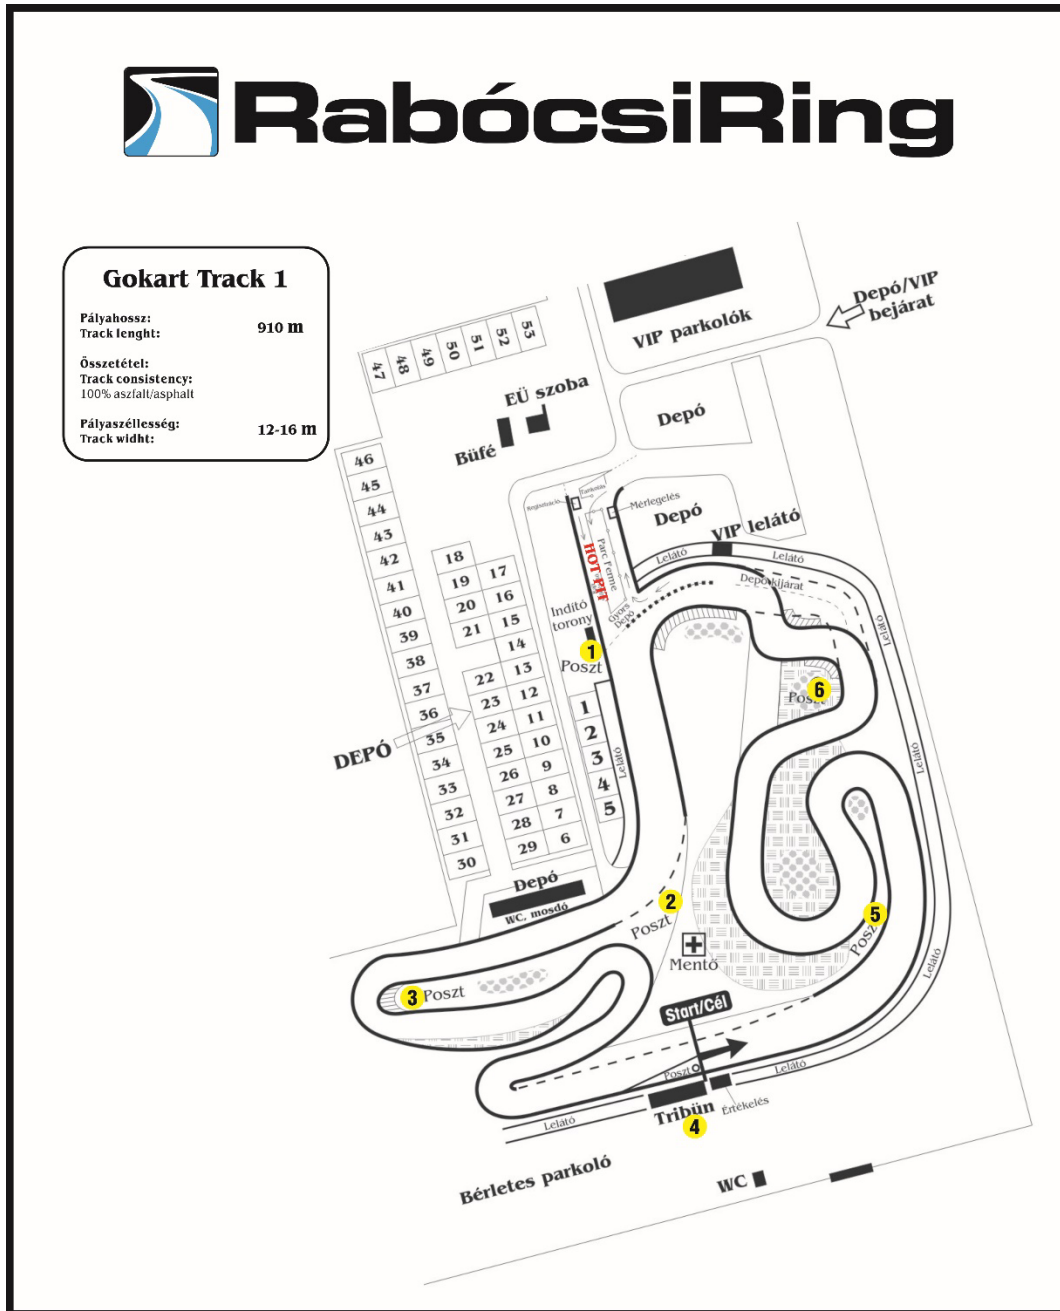 RabócsiRing
Gokart Track 1
Pályahossz:
Track lenght:
910 m
Összetétel:
Track consistency:
100% aszfalt/asphalt
Pályaszéllesség:
Track widht:
12-16 m
Depó/VIP
bejárat
VIP parkolók
47 48 49 50 51 52 53
EÜ szoba
Büfé
Depó
46
45
44
43
42
41
40
39
38
37
36
35
34
33
32
31
30
18
19
20
21
17
16
15
14
13
12
11
10
9
8
7
6
22
23
24
25
26
27
28
29
DEPÓ
Regisztráció
Mérlegelés
Depó
VIP lelátó
Parc Ferme
HOT PIT
Gyors
Depó
Lelátó
Lelátó
Depó kijárat
Indító
torony
1
Poszt
1
2
3
4
5
Lelátó
Lelátó
6
Poszt
Lelátó
Depó
WC, mosdó
2
Poszt
Mentő
5
Poszt
3
Poszt
Lelátó
Start/Cél
Poszt
Lelátó
Értékelés
Tribün
4
Lelátó
Bérletes parkoló
WC